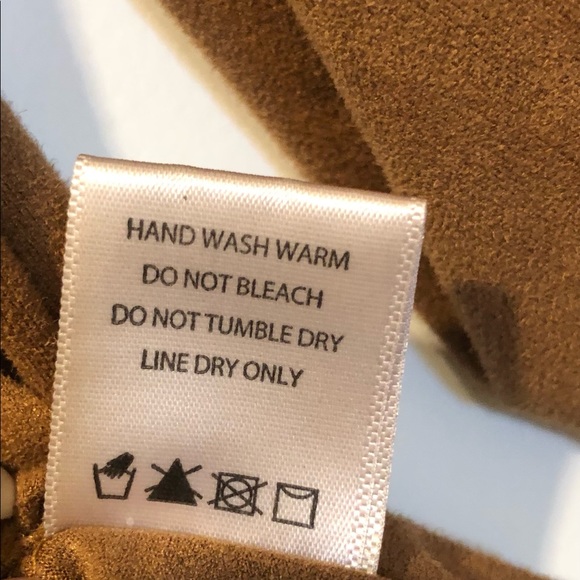 HAND WASH WARM
DO NOT BLEACH
DO NOT TUMBLE DRY
LINE DRY ONLY